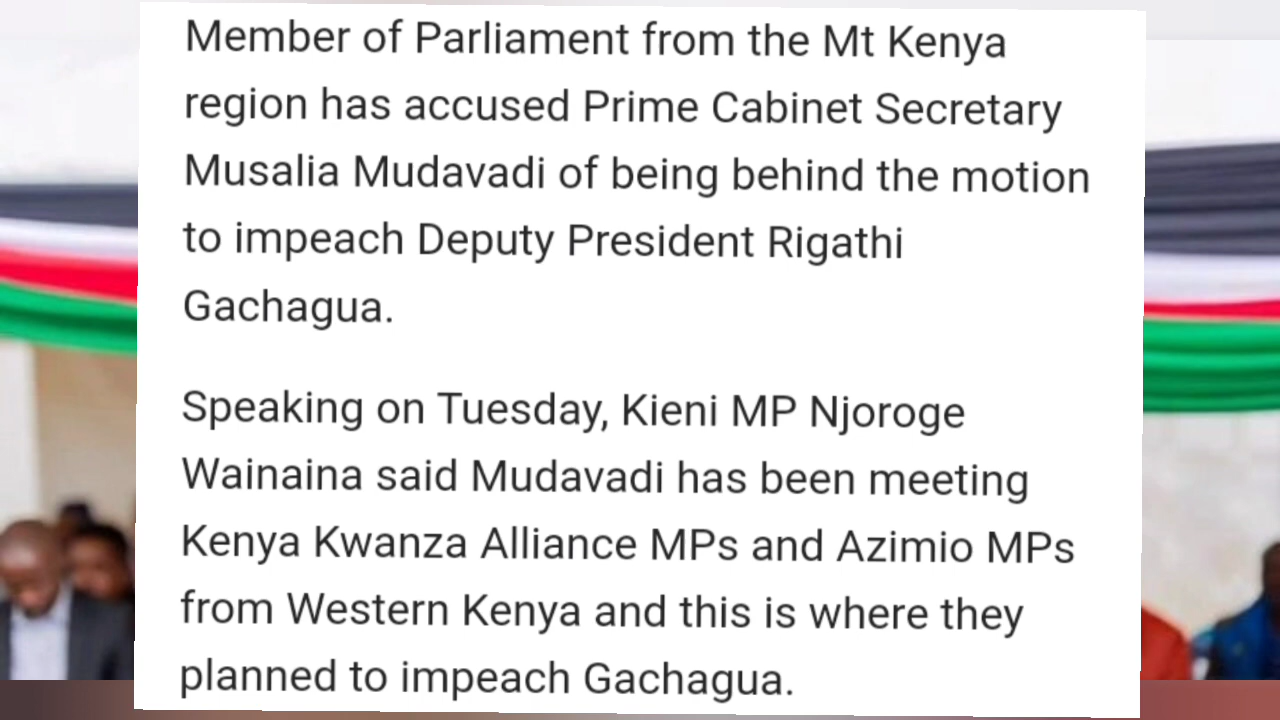 Member of Parliament from the Mt Kenya
region has accused Prime Cabinet Secretary
Musalia Mudavadi of being behind the motion
to impeach Deputy President Rigathi
Gachagua.
Speaking on Tuesday, Kieni MP Njoroge
Wainaina said Mudavadi has been meeting
Kenya Kwanza Alliance MPs and Azimio MPs
from Western Kenya and this is where they
planned to impeach Gachagua.